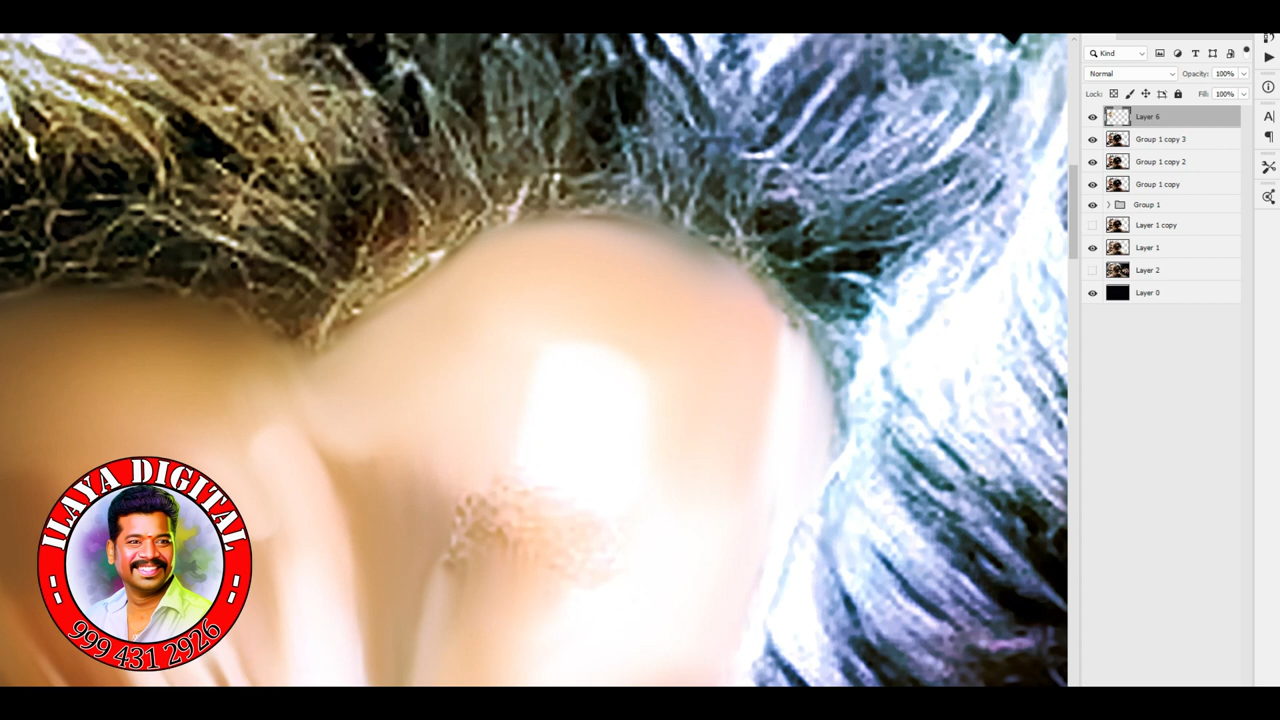 Kind
Normal
Opacity: 100%
Lock:
Fill: 100%
Layer 6
Group 1 copy 3
Group 1 copy 2
Group 1 copy
Group 1
Layer 1 copy
Layer 1
Layer 2
Layer 0
ILAYA DIGITAL
999 431 2926